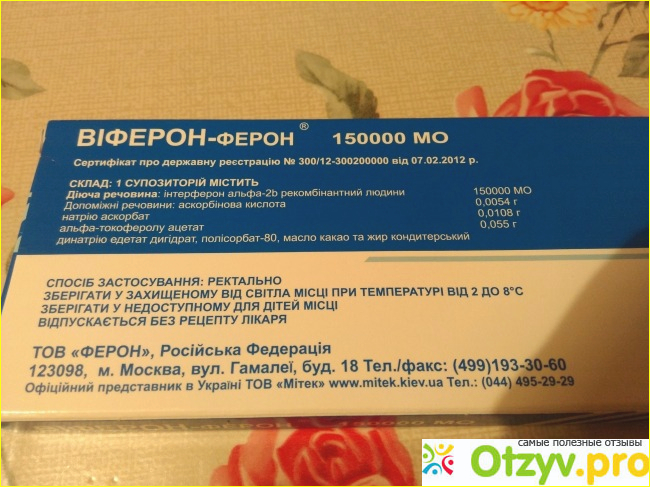 ВІФЕРОН-ФЕРОН ® 150000 МО
Сертифікат про державну реєстрацію № 300/12-300200000 від 07.02.2012 р.
СКЛАД: 1 СУПОЗИТОРІЙ МІСТИТЬ
Діюча речовина: інтерферон альфа-2b рекомбінантний людини 150000 МО
Допоміжні речовини: аскорбінова кислота 0,0054 г
натрію аскорбат 0,0108 г
альфа-токоферолу ацетат 0,055 г
динатрію едетат дигідрат, полісорбат-80, масло какао та жир кондитерський
СПОСІБ ЗАСТОСУВАННЯ: РЕКТАЛЬНО
ЗБЕРІГАТИ У ЗАХИЩЕНОМУ ВІД СВІТЛА МІСЦІ ПРИ ТЕМПЕРАТУРІ ВІД 2 ДО 8°С
ЗБЕРІГАТИ У НЕДОСТУПНОМУ ДЛЯ ДІТЕЙ МІСЦІ
ВІДПУСКАЄТЬСЯ БЕЗ РЕЦЕПТУ ЛІКАРЯ
ТОВ «ФЕРОН», Російська Федерація
123098, м. Москва, вул. Гамалеї, буд. 18 Тел./факс: (499)193-30-60
Офіційний представник в Україні ТОВ «Мітек» www.mitek.kiev.ua Тел.: (044) 495-29-29
150000 МО
самые полезные отзывы
Otzyv.pro